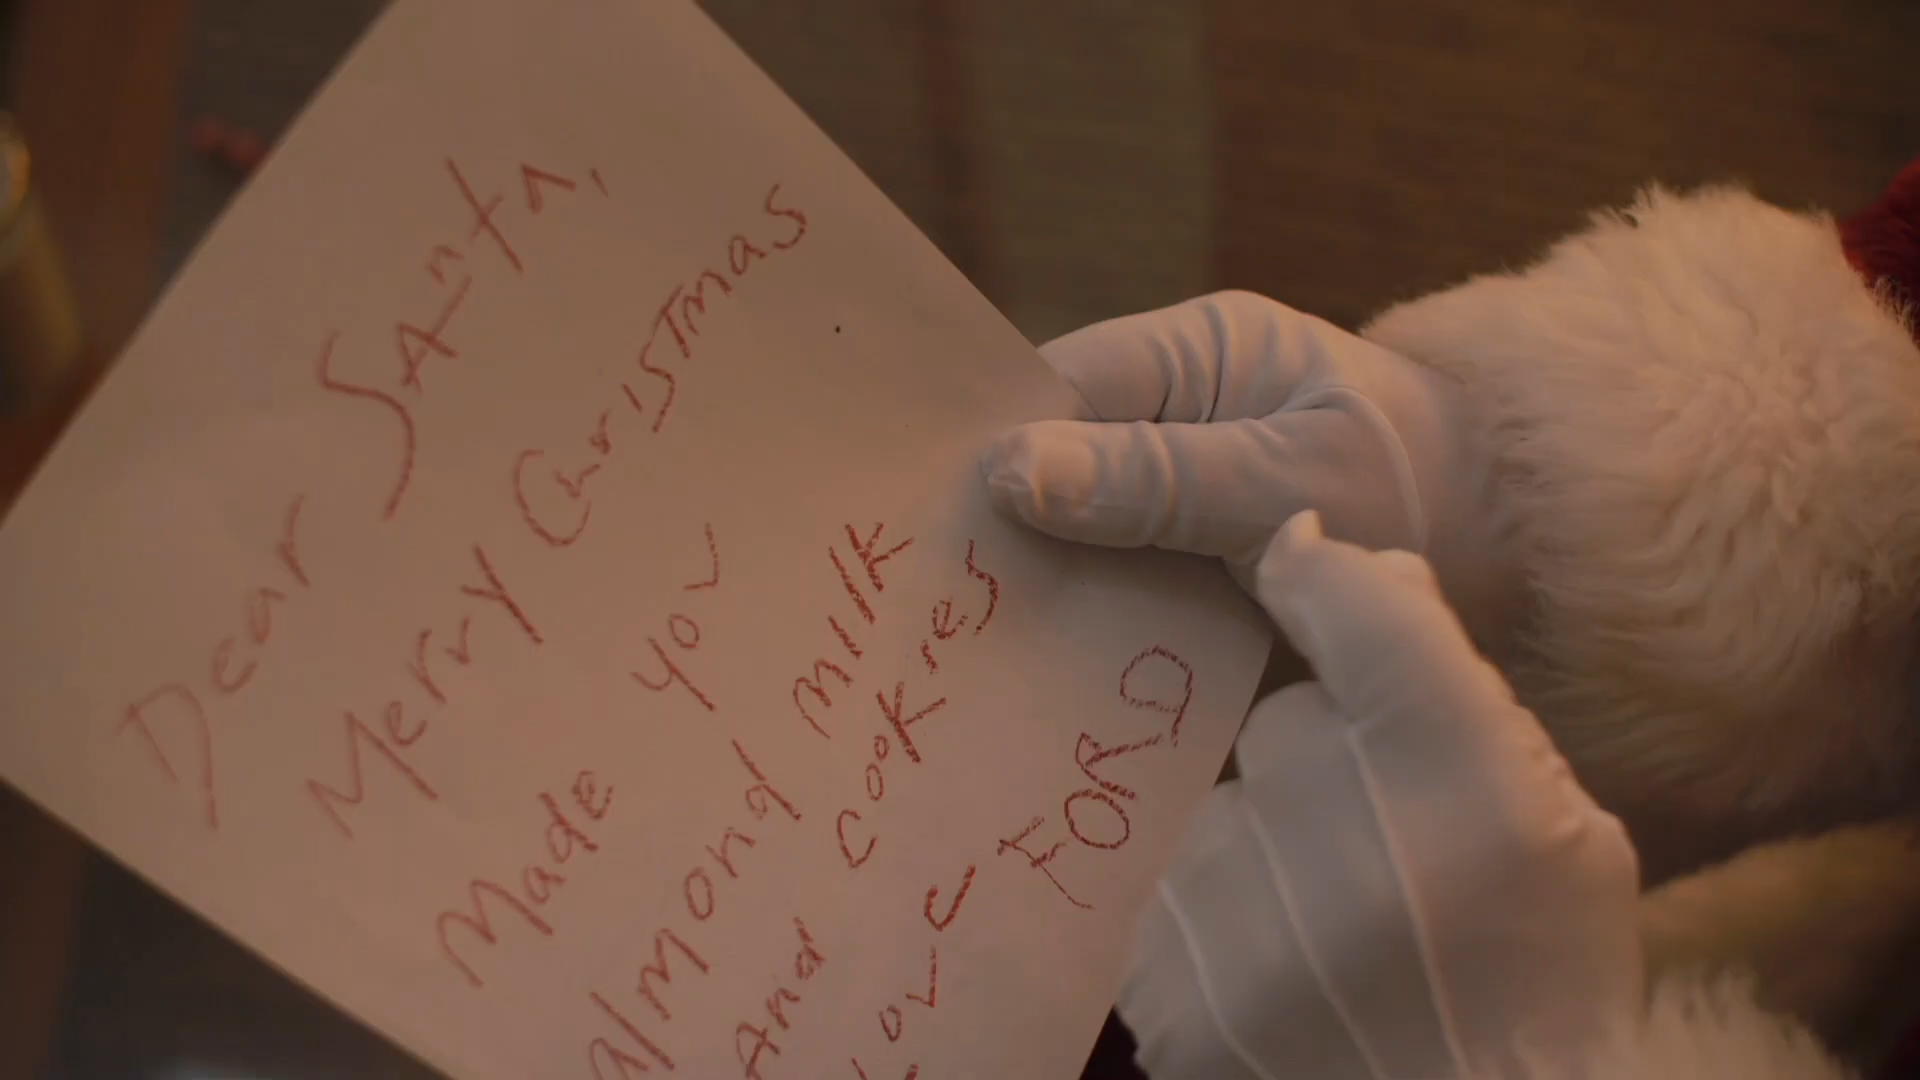 Dear SAnTA,
Merry Christmas
Made you
almond Milk
And cookies
Love FORD